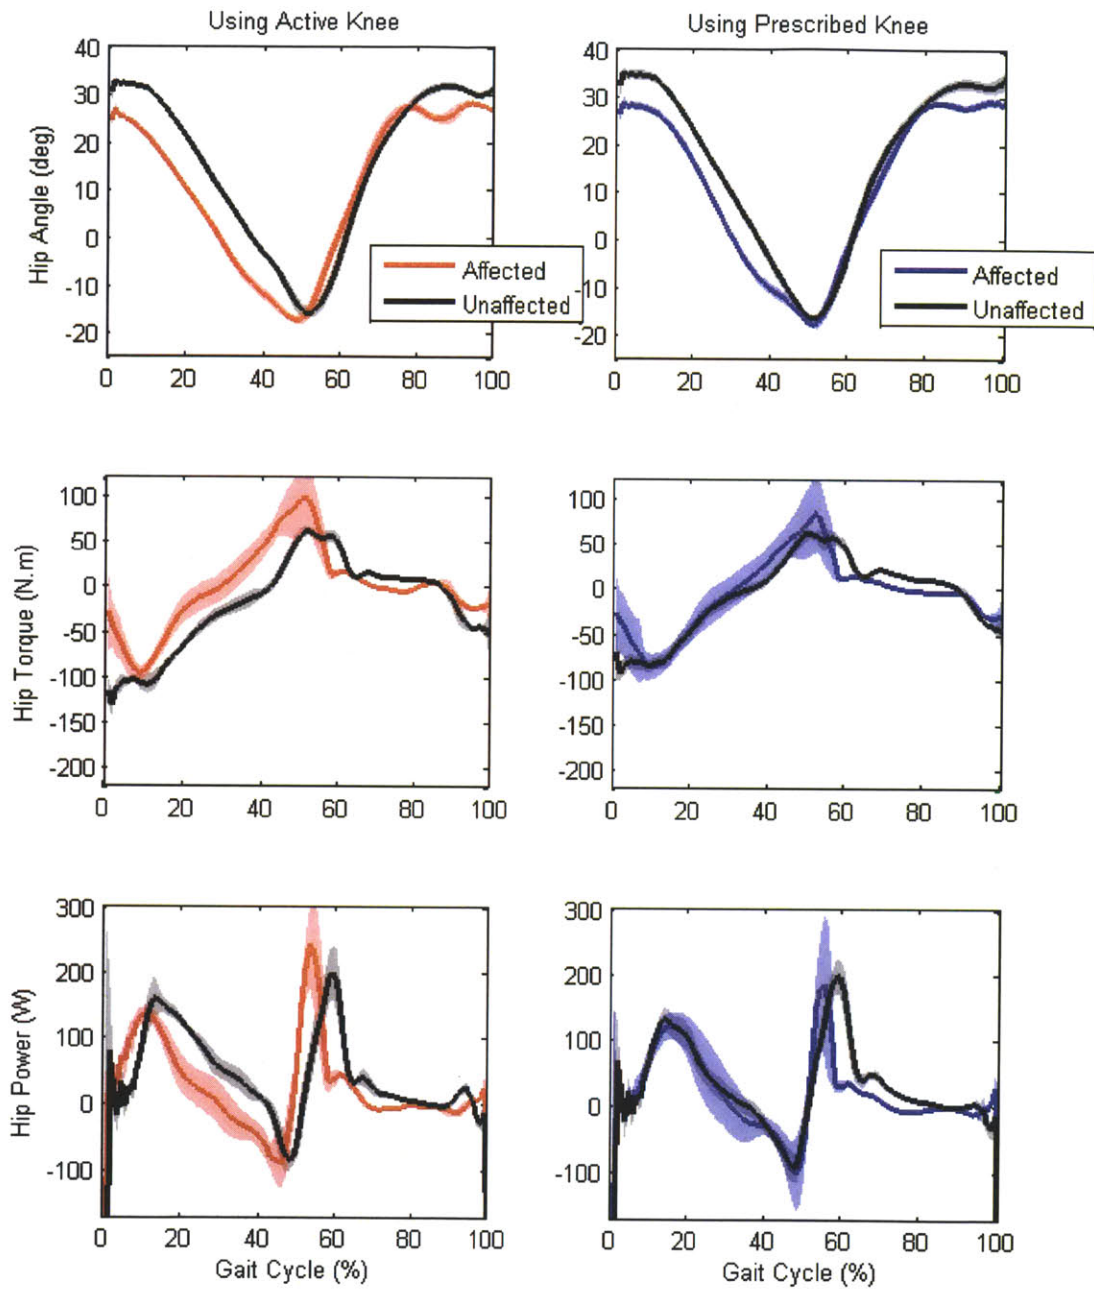 Using Active Knee
Using Prescribed Knee
Hip Angle (deg)
40
30
20
10
0
-10
-20
0 20 40 60 80 100
Affected
Unaffected
40
30
20
10
0
-10
-20
0 20 40 60 80 100
Affected
Unaffected
Hip Torque (N.m)
100
50
0
-50
-100
-150
-200
0 20 40 60 80 100
100
50
0
-50
-100
-150
-200
0 20 40 60 80 100
Hip Power (W)
300
200
100
0
-100
0 20 40 60 80 100
Gait Cycle (%)
300
200
100
0
-100
0 20 40 60 80 100
Gait Cycle (%)